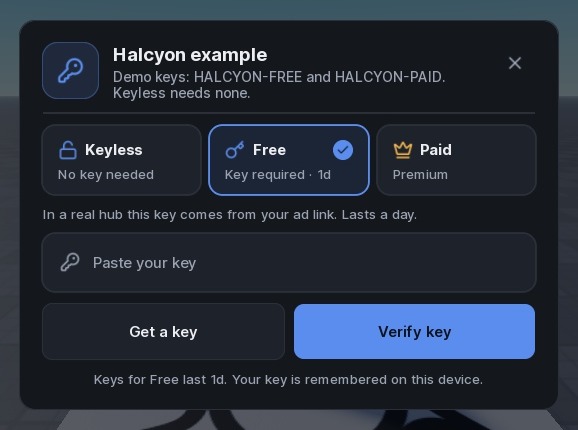 Halcyon example
Demo keys: HALCYON-FREE and HALCYON-PAID.
Keyless needs none.
Keyless
No key needed
Free
Key required · 1d
Paid
Premium
In a real hub this key comes from your ad link. Lasts a day.
Paste your key
Get a key
Verify key
Keys for Free last 1d. Your key is remembered on this device.